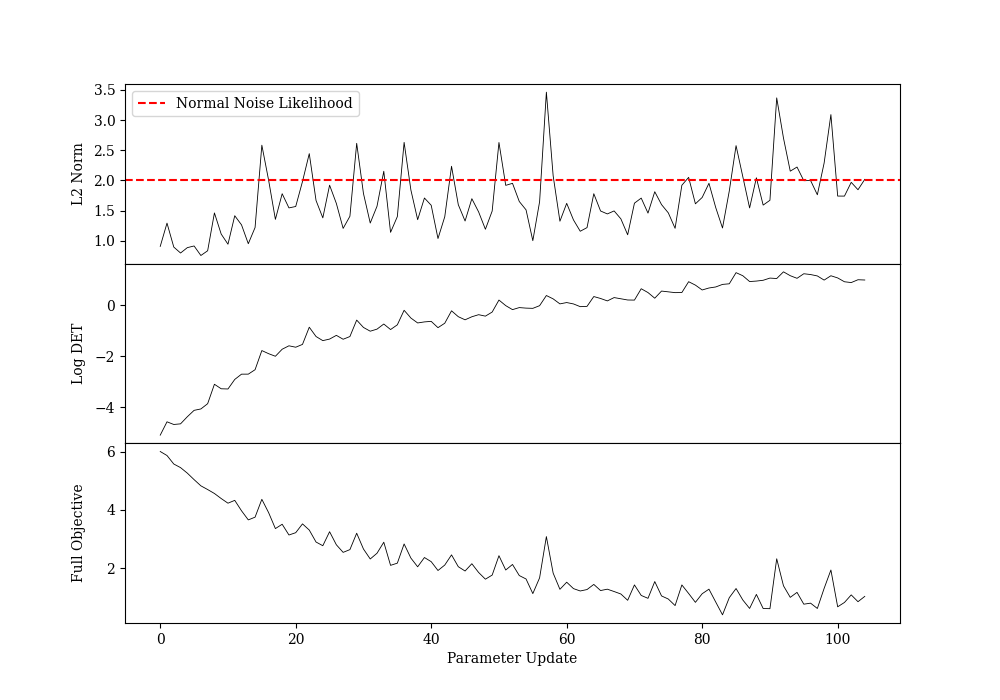 3.5
Normal Noise Likelihood
3.0
2.5
2.0
1.5
1.0
L2 Norm
0
−2
−4
Log DET
6
4
2
Full Objective
0 20 40 60 80 100
Parameter Update